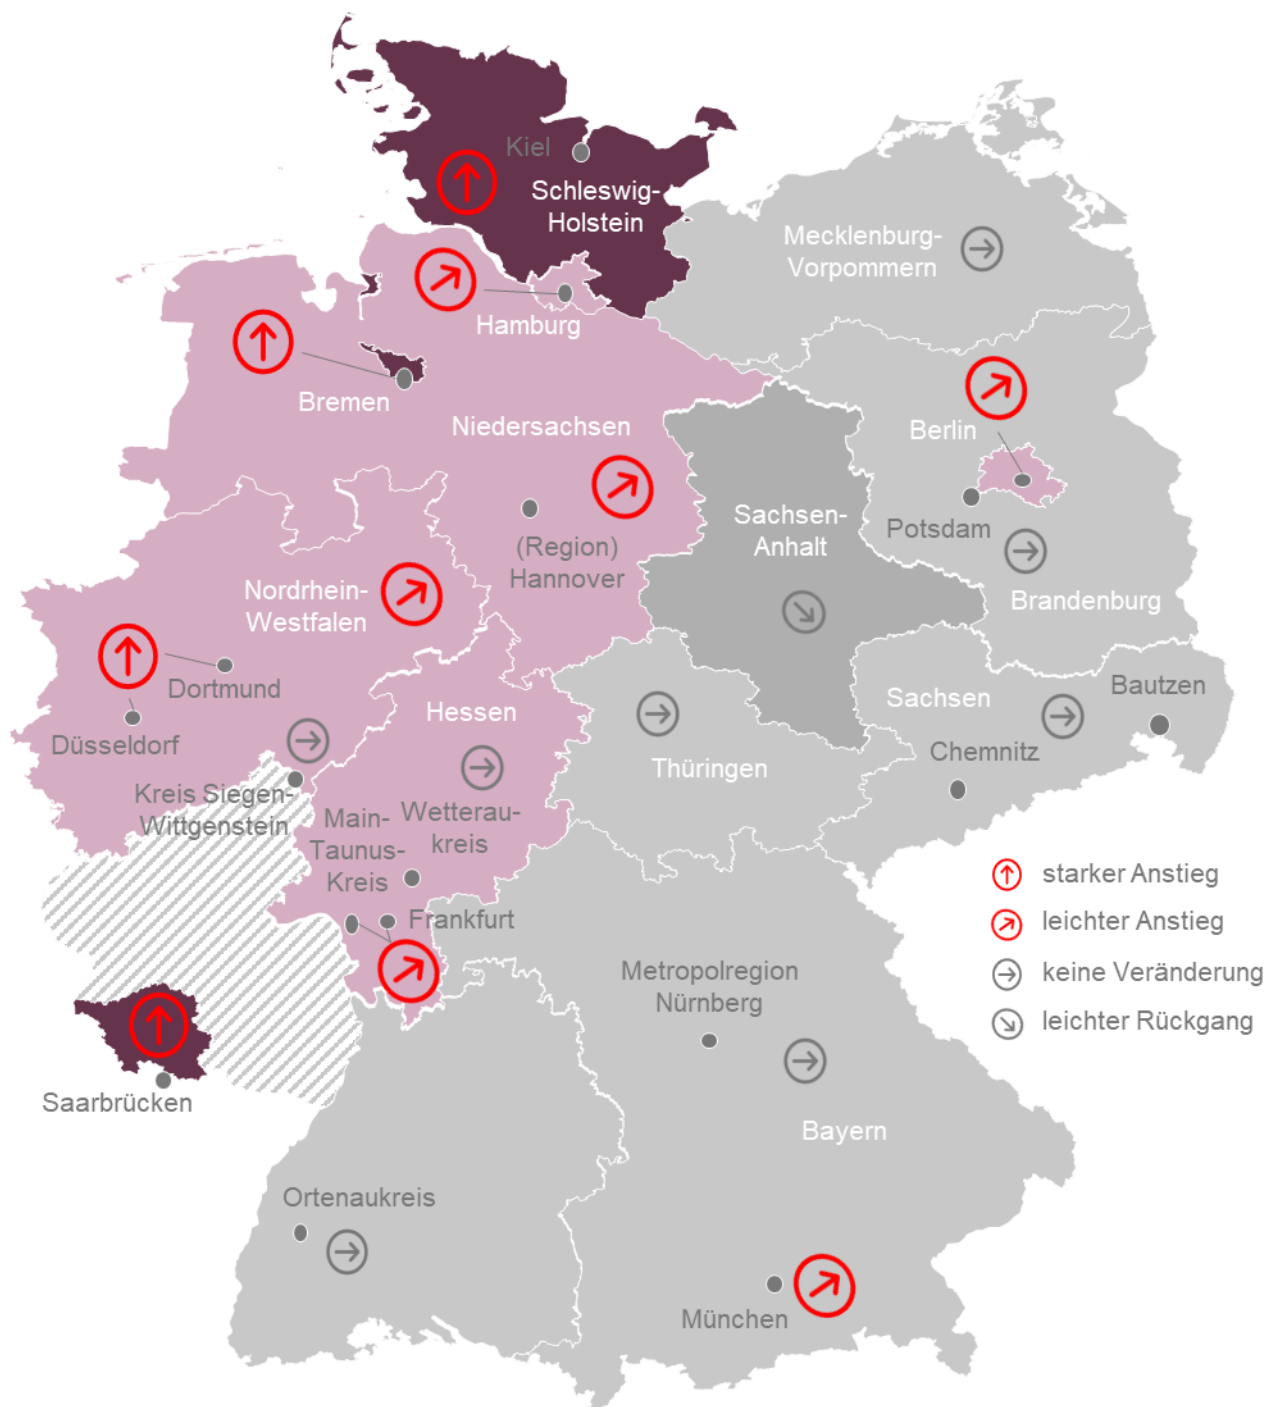 Kiel
Schleswig-
Holstein
Mecklenburg-
Vorpommern
Hamburg
Bremen
Niedersachsen
Berlin
Potsdam
Sachsen-
Anhalt
(Region)
Hannover
Nordrhein-
Westfalen
Brandenburg
Dortmund
Düsseldorf
Hessen
Sachsen
Bautzen
Chemnitz
Thüringen
Kreis Siegen-
Wittgenstein
Main-
Taunus-
Kreis
Wetterau-
kreis
Frankfurt
starker Anstieg
leichter Anstieg
keine Veränderung
leichter Rückgang
Metropolregion
Nürnberg
Saarbrücken
Bayern
Ortenaukreis
München